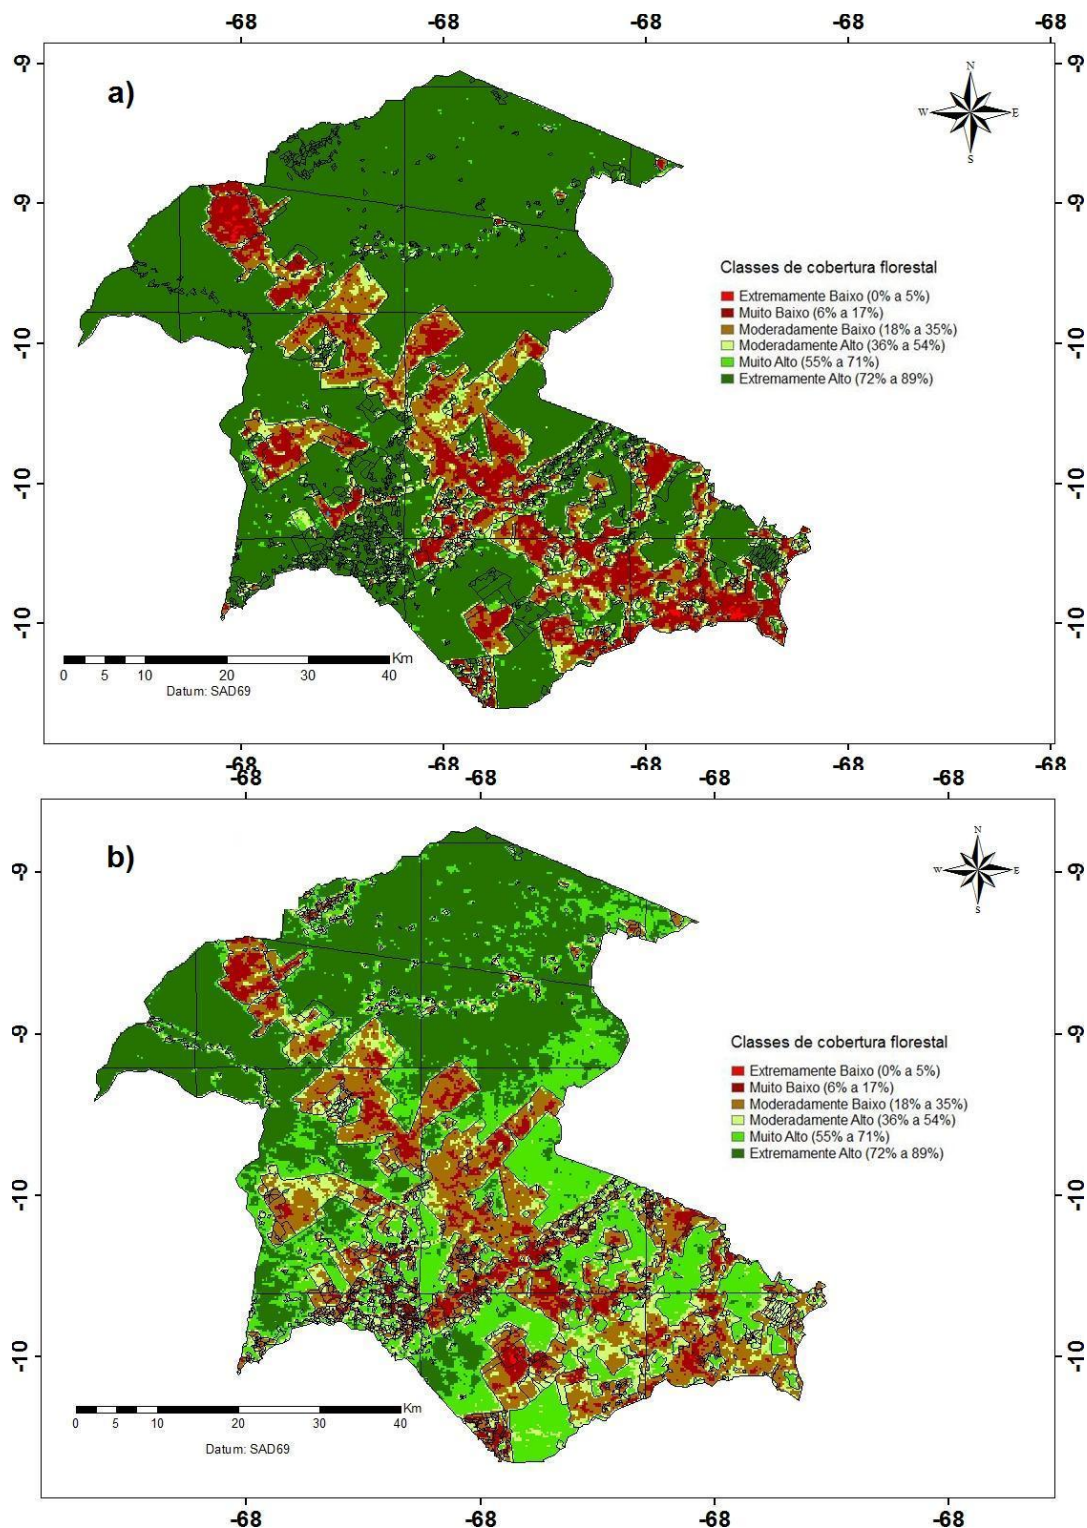 -68 -68 -68 -68 -68
-9 -9
a)
N
W E
S
-9 -9
Classes de cobertura florestal
Extremamente Baixo (0% a 5%)
Muito Baixo (6% a 17%)
Moderadamente Baixo (18% a 35%)
Moderadamente Alto (36% a 54%)
Muito Alto (55% a 71%)
Extremamente Alto (72% a 89%)
-10 -10
-10 -10
-10 -10
Km
0 5 10 20 30 40
Datum: SAD69
-68 -68 -68 -68 -68
-68 -68 -68 -68
b)
N
W E
S
-9 -9
-9 -9
Classes de cobertura florestal
Extremamente Baixo (0% a 5%)
Muito Baixo (6% a 17%)
Moderadamente Baixo (18% a 35%)
Moderadamente Alto (36% a 54%)
Muito Alto (55% a 71%)
Extremamente Alto (72% a 89%)
-10 -10
-10 -10
Km
0 5 10 20 30 40
Datum: SAD69
-68 -68 -68 -68